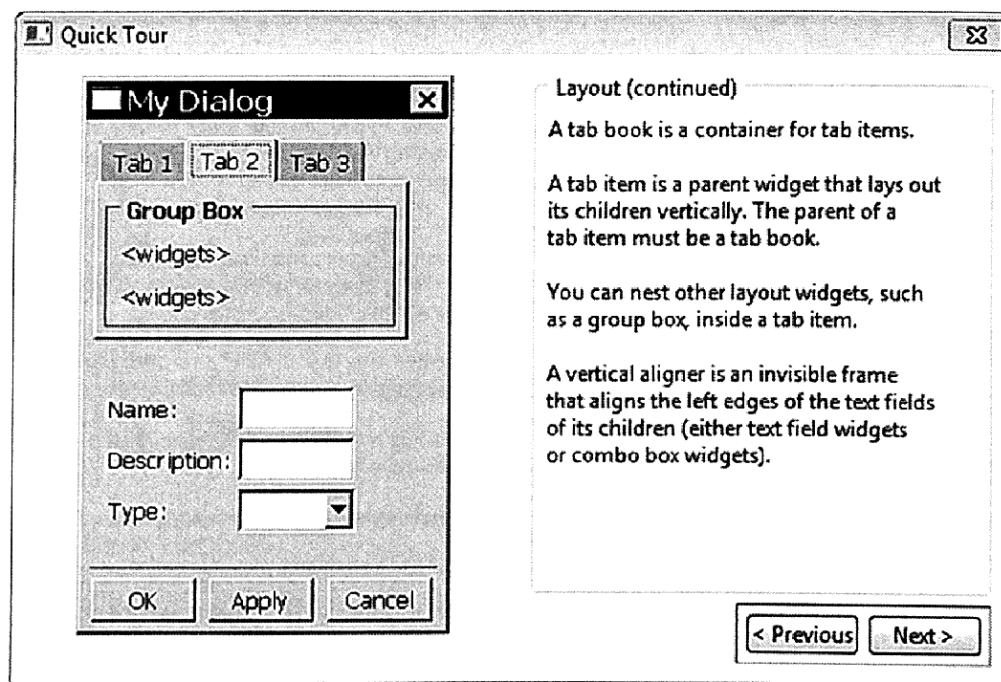 Quick Tour
My Dialog
Tab 1 Tab 2 Tab 3
Group Box
<widgets>
<widgets>
Name:
Description:
Type:
OK Apply Cancel
Layout (continued)
A tab book is a container for tab items.
A tab item is a parent widget that lays out
its children vertically. The parent of a
tab item must be a tab book.
You can nest other layout widgets, such
as a group box, inside a tab item.
A vertical aligner is an invisible frame
that aligns the left edges of the text fields
of its children (either text field widgets
or combo box widgets).
< Previous Next >